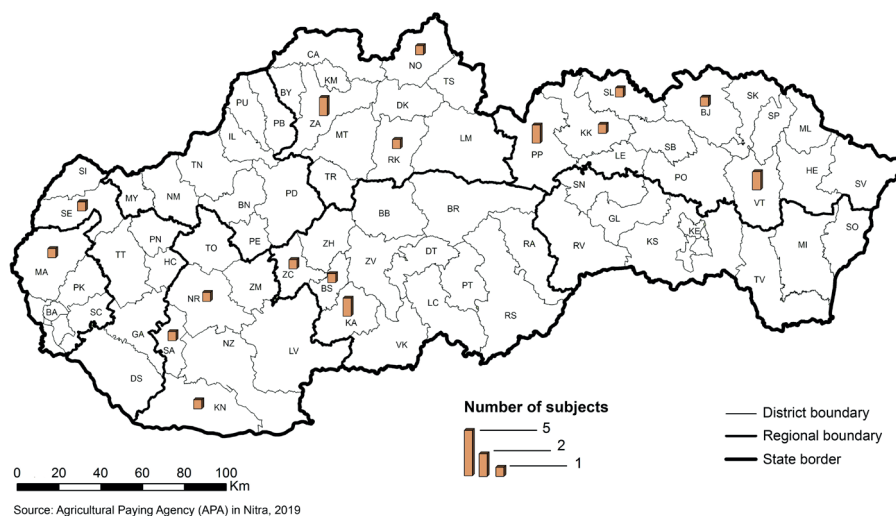 CA
NO
KM
TS
BY
PU
DK
ZA
PB
IL
MT
LM
RK
TN
TR
SL
BJ
SK
SP
ML
KK
PP
LE
SB
HE
PO
VT
SV
SI
MY
NM
BN
PD
SN
SE
BB
BR
GL
PN
TO
PE
ZH
KE
SO
TT
HC
ZV
DT
RA
RV
KS
MI
MA
ZC
PK
ZM
BS
PT
TV
NR
LC
BA
SC
KA
RS
GA
SA
NZ
LV
VK
DS
KN
Number of subjects
5
2
1
District boundary
Regional boundary
State border
0 20 40 60 80 100
Km
Source: Agricultural Paying Agency (APA) in Nitra, 2019